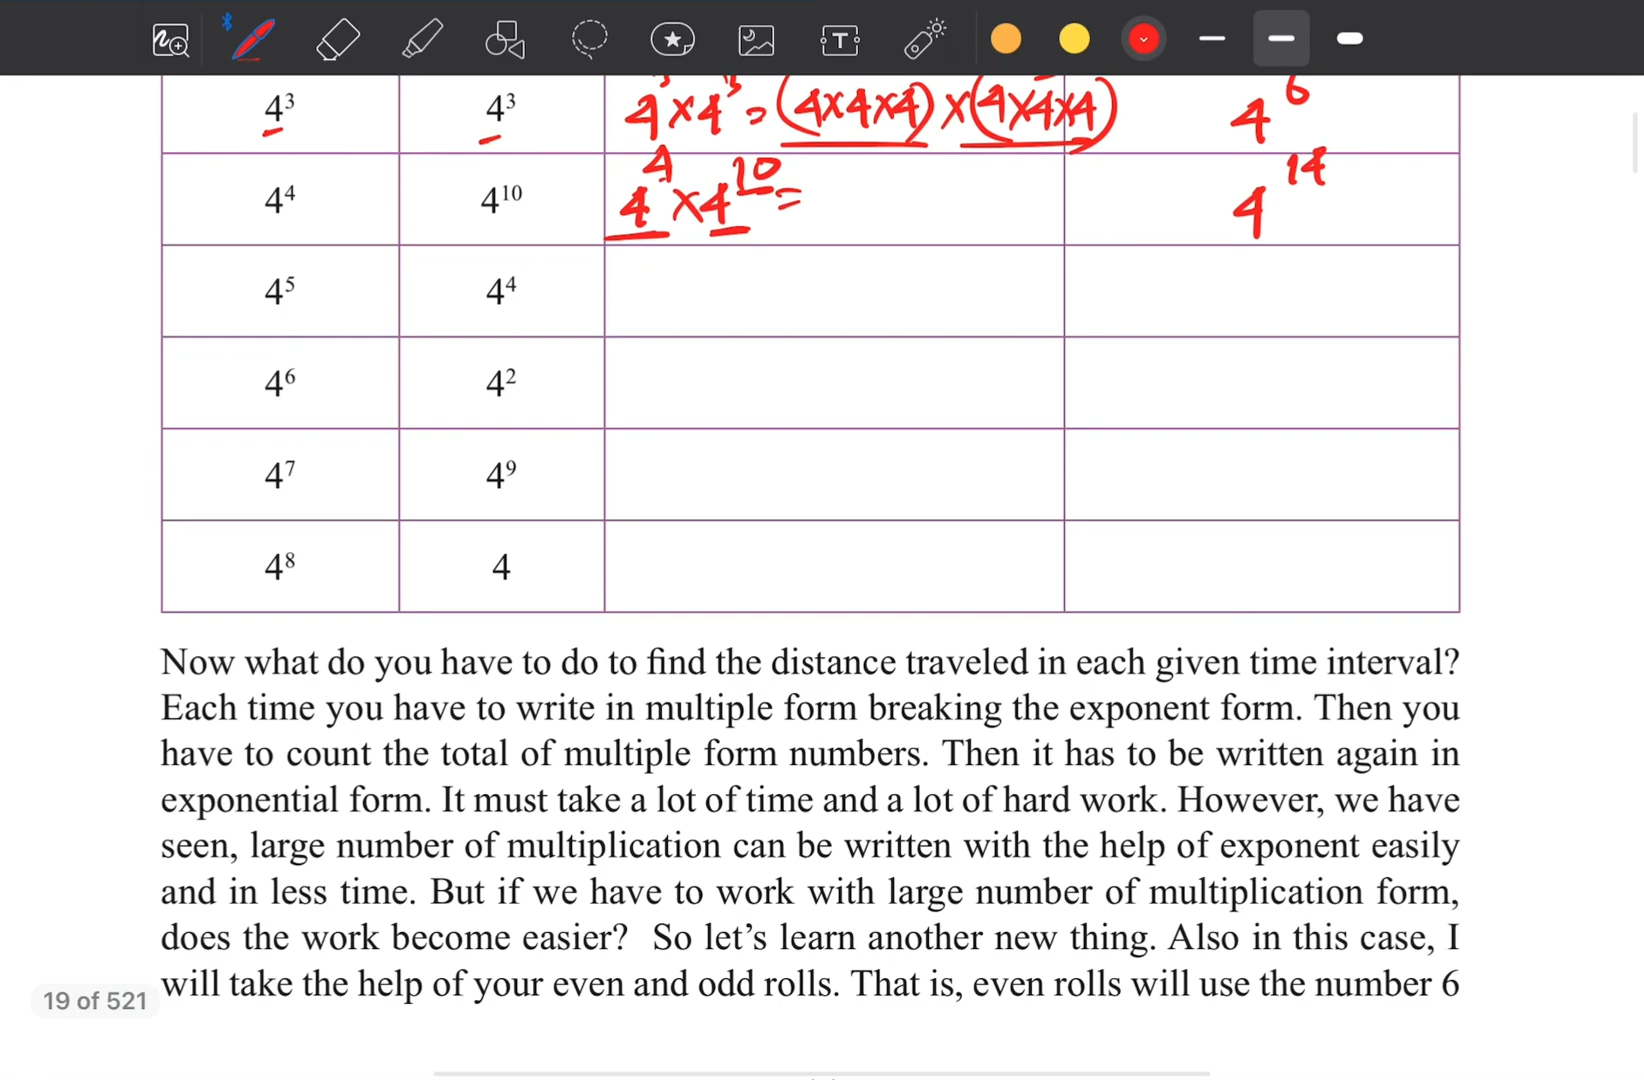 T
4³ 4³ 4³×4³=(4×4×4)×(4×4×4) 4⁶
4⁴ 4¹⁰ 4⁴×4¹⁰= 4¹⁴
4⁵ 4⁴
4⁶ 4²
4⁷ 4⁹
4⁸ 4
Now what do you have to do to find the distance traveled in each given time interval?
Each time you have to write in multiple form breaking the exponent form. Then you
have to count the total of multiple form numbers. Then it has to be written again in
exponential form. It must take a lot of time and a lot of hard work. However, we have
seen, large number of multiplication can be written with the help of exponent easily
and in less time. But if we have to work with large number of multiplication form,
does the work become easier? So let’s learn another new thing. Also in this case, I
will take the help of your even and odd rolls. That is, even rolls will use the number 6
19 of 521